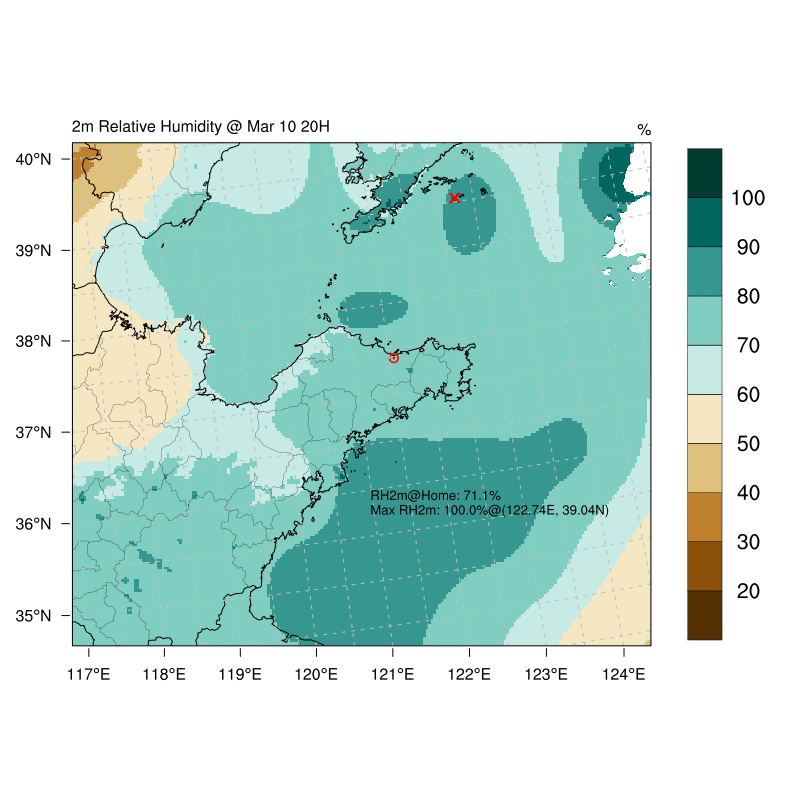 2m Relative Humidity @ Mar 10 20H
%
40°N
39°N
38°N
37°N
36°N
35°N
117°E
118°E
119°E
120°E
121°E
122°E
123°E
124°E
RH2m@Home: 71.1%
Max RH2m: 100.0%@(122.74E, 39.04N)
100
90
80
70
60
50
40
30
20